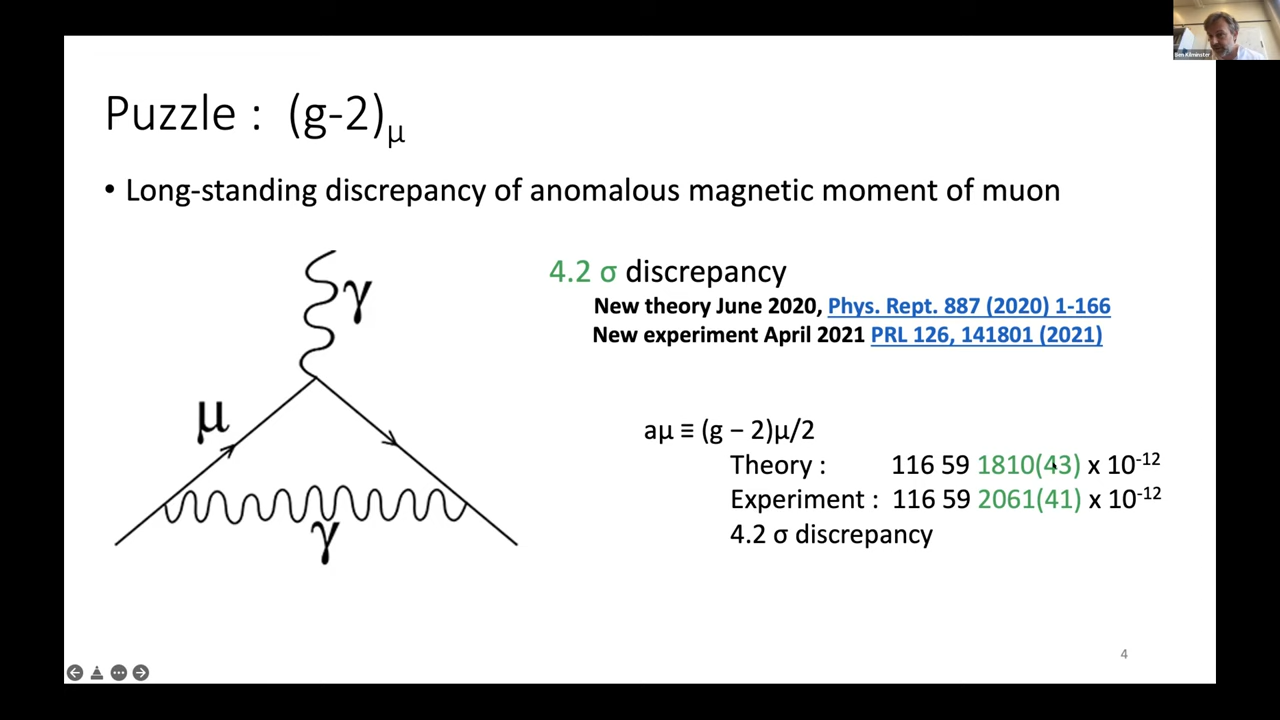 Ben Kilminster
Puzzle : (g-2)μ
• Long-standing discrepancy of anomalous magnetic moment of muon
γ
4.2 σ discrepancy
New theory June 2020, Phys. Rept. 887 (2020) 1-166
New experiment April 2021 PRL 126, 141801 (2021)
μ
aμ ≡ (g − 2)μ/2
Theory : 116 59 1810(43) x 10-12
Experiment : 116 59 2061(41) x 10-12
γ
4.2 σ discrepancy
4